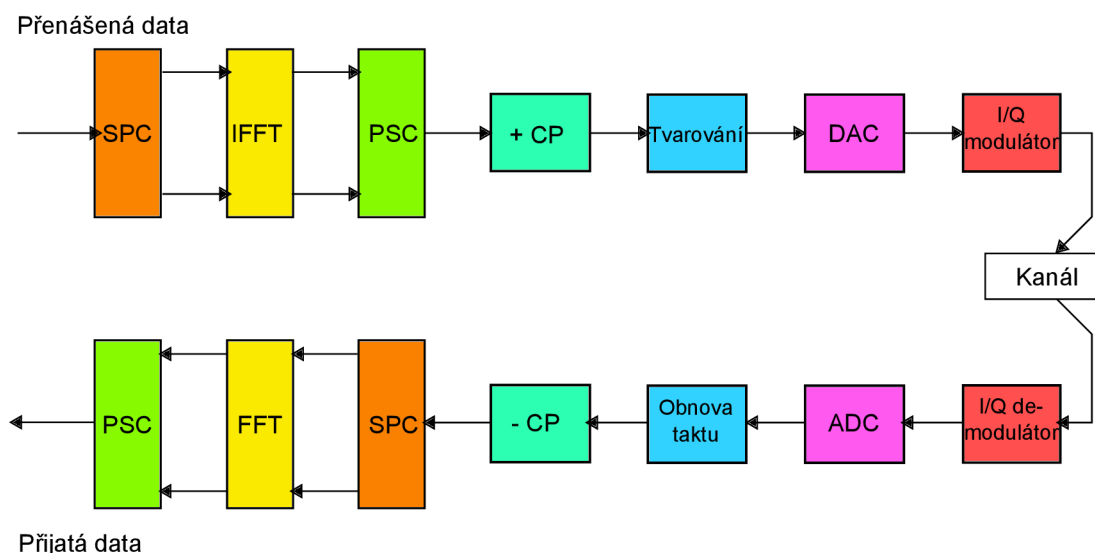 Přenášená data
SPC
IFFT
PSC
+ CP
Tvarování
DAC
I/Q
modulátor
Kanál
PSC
FFT
SPC
- CP
Obnova
taktu
ADC
I/Q de-
modulátor
Přijatá data